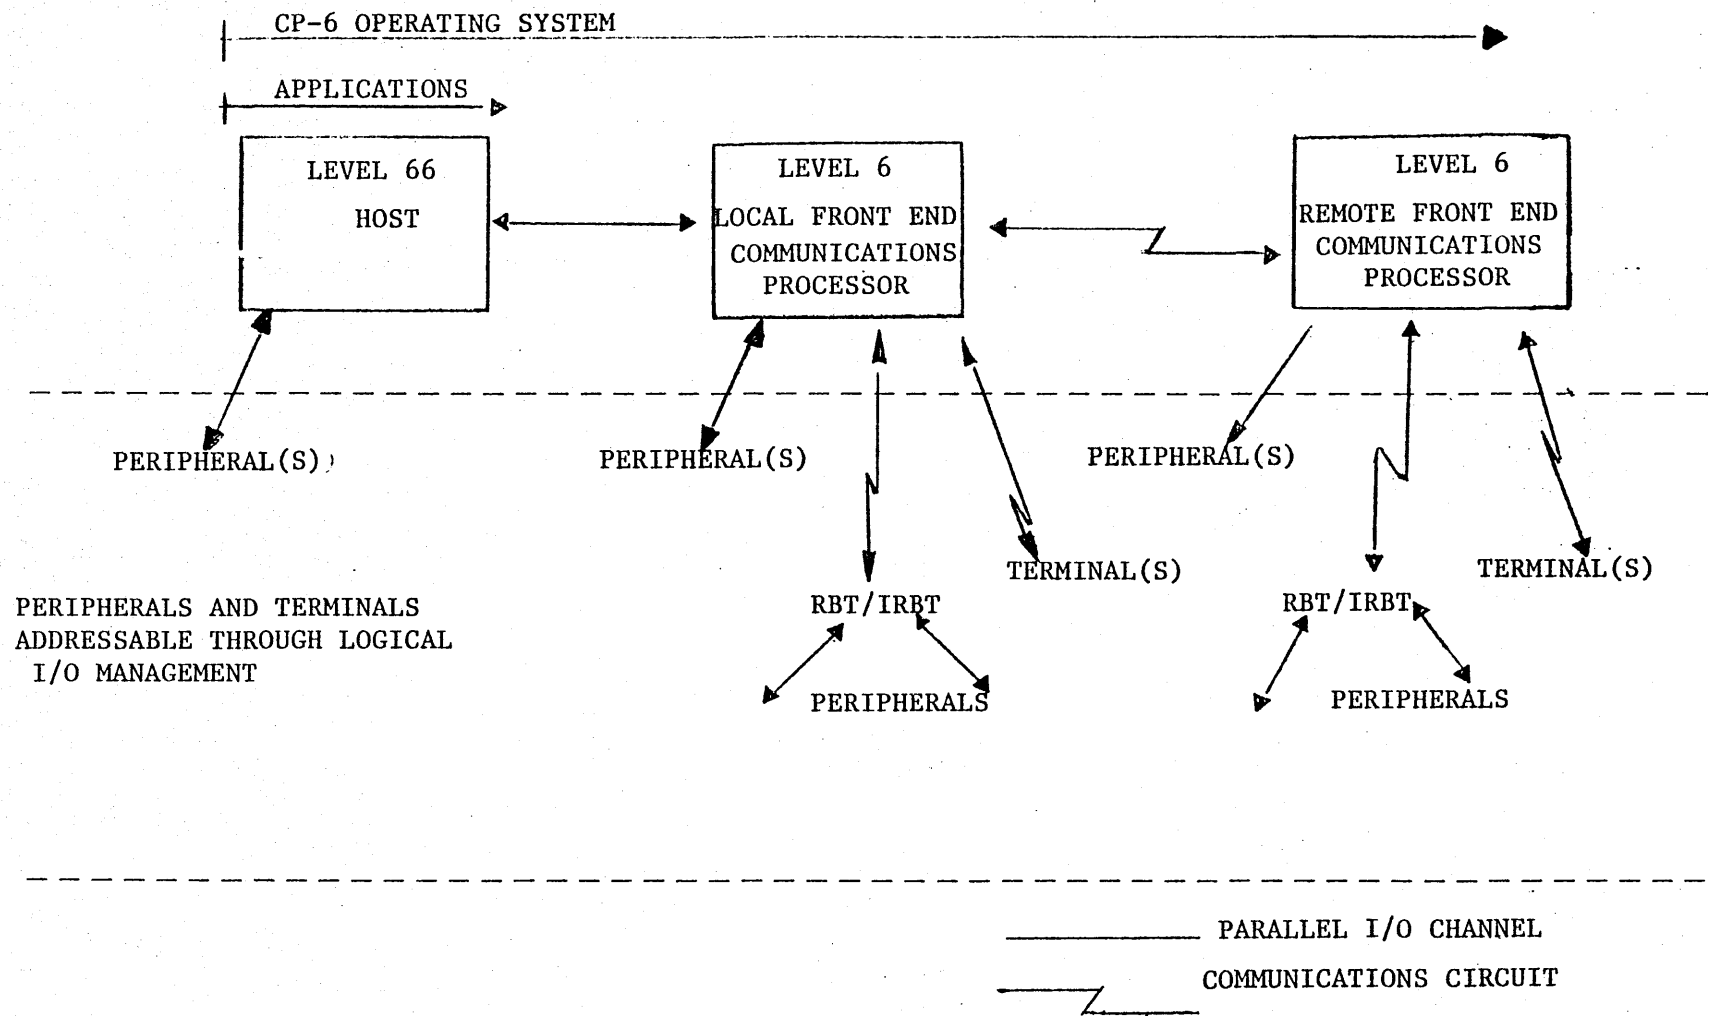 CP-6 OPERATING SYSTEM
APPLICATIONS
LEVEL 66
HOST
LEVEL 6
LOCAL FRONT END
COMMUNICATIONS
PROCESSOR
LEVEL 6
REMOTE FRONT END
COMMUNICATIONS
PROCESSOR
PERIPHERAL(S)
PERIPHERAL(S)
PERIPHERAL(S)
TERMINAL(S)
TERMINAL(S)
RBT/IRBT
RBT/IRBT
PERIPHERALS
PERIPHERALS
PERIPHERALS AND TERMINALS
ADDRESSABLE THROUGH LOGICAL
I/O MANAGEMENT
PARALLEL I/O CHANNEL
COMMUNICATIONS CIRCUIT